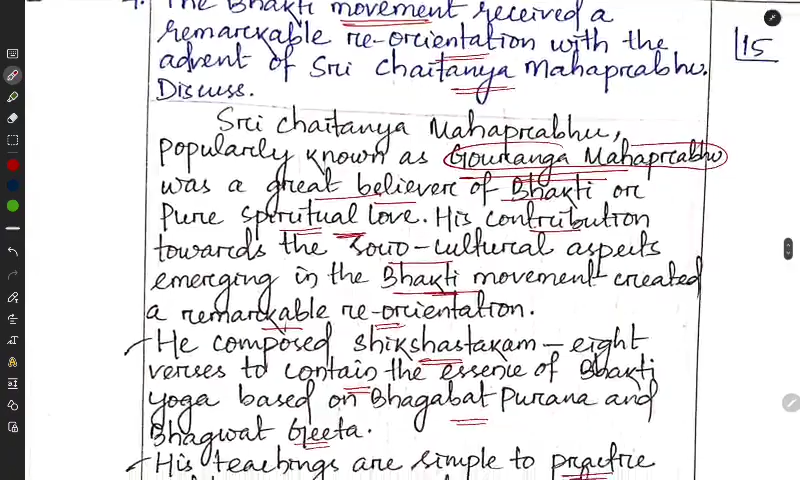 4. The Bhakti movement received a
remarkable re-orientation with the
advent of Sri Chaitanya Mahaprabhu.
Discuss.
15
Sri Chaitanya Mahaprabhu,
Popularly known as Gouranga Mahaprabhu
was a great believer of Bhakti or
Pure spiritual love. His contribution
towards the socio-cultural aspects
emerging in the Bhakti movement created
a remarkable re-orientation.
- He composed Shikshastakam - eight
verses to contain the essence of Bhakti
Yoga based on Bhagabat Purana and
Bhagwat Geeta.
- His teachings are simple to practice